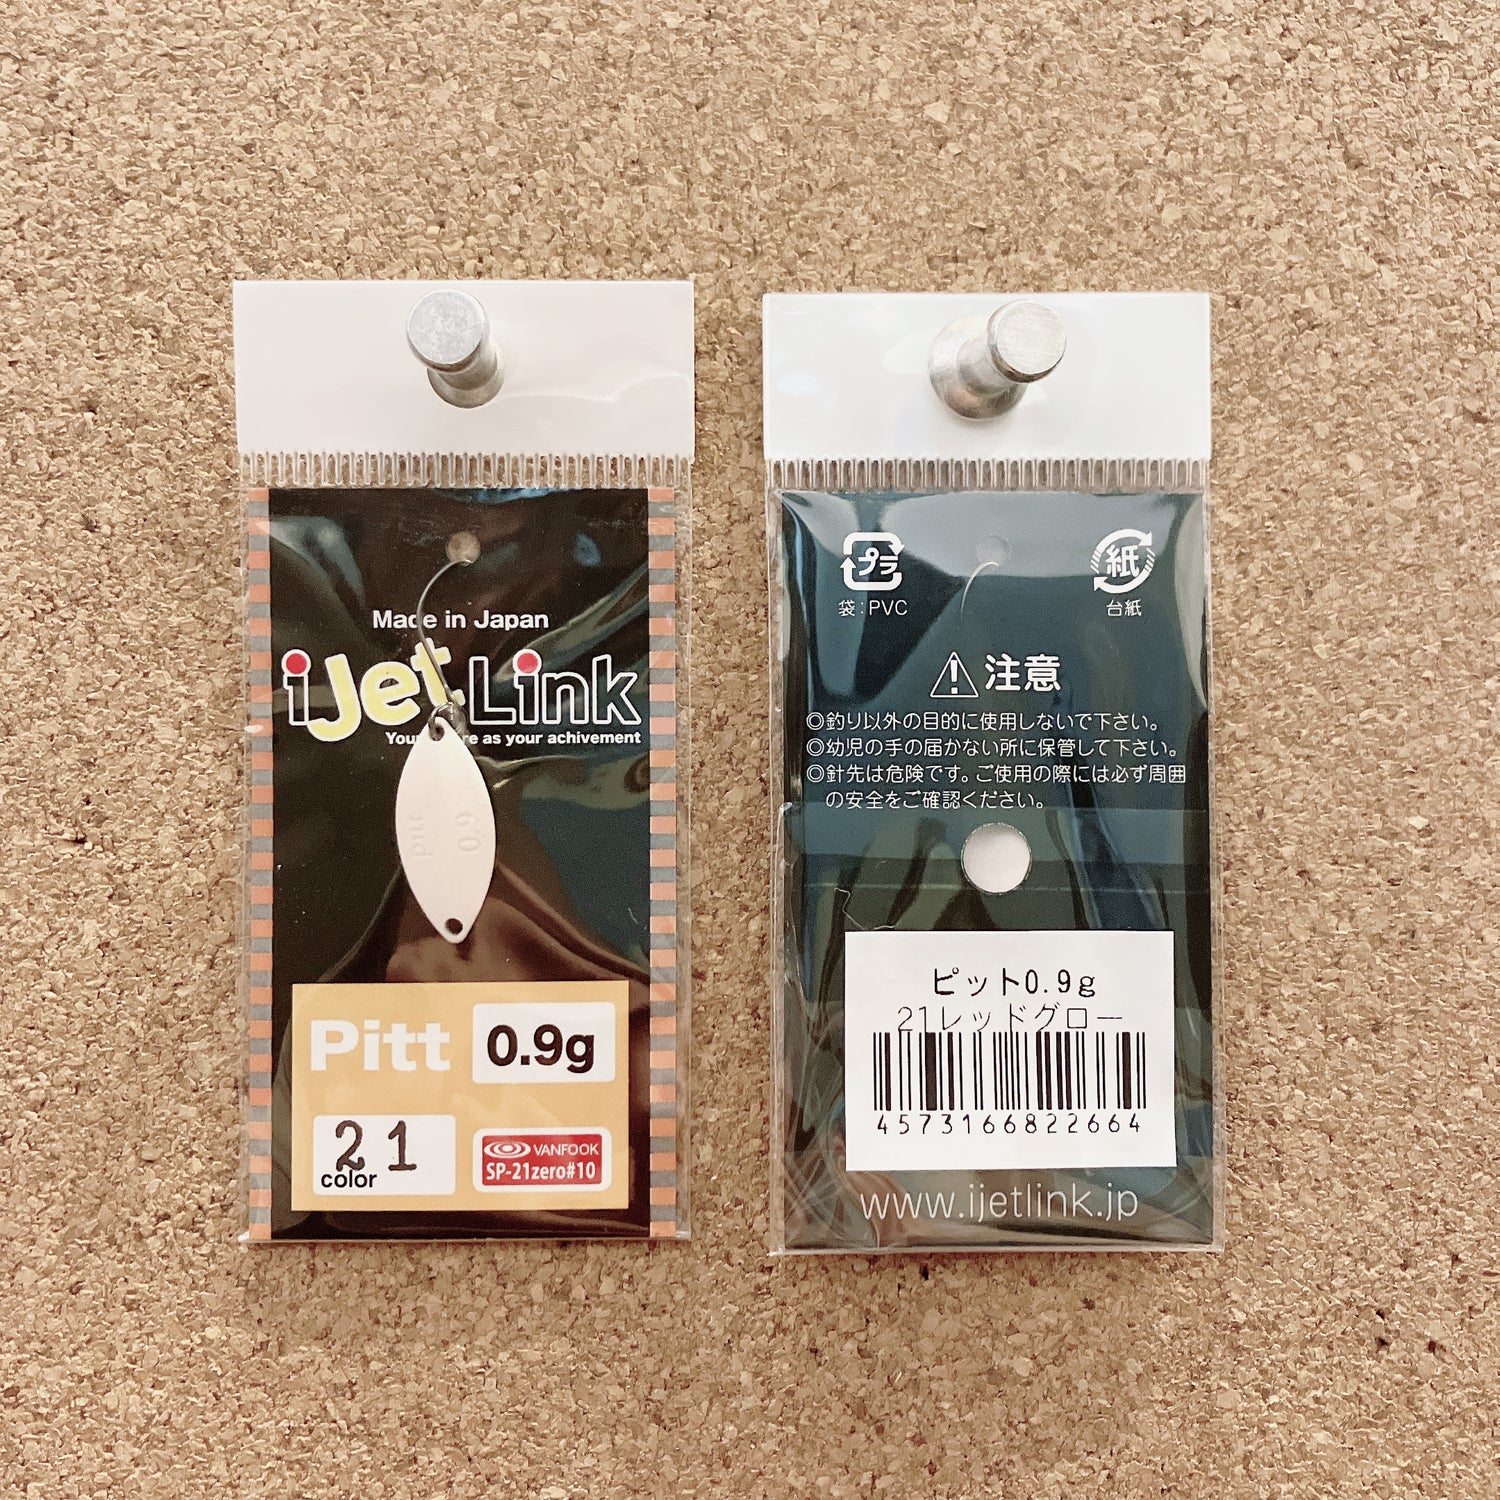 Made in Japan
iJetLink
Your as your achivement
pitt
0.9
Pitt
0.9g
21
color
VANFOOK
SP-21zero#10
プラ
紙
袋:PVC
台紙
注意
◎釣り以外の目的に使用しないで下さい。
◎幼児の手の届かない所に保管して下さい。
◎針先は危険です。ご使用の際には必ず周囲
の安全をご確認ください。
ピット0.9g
21レッドグロー
4573166822664
www.ijetlink.jp